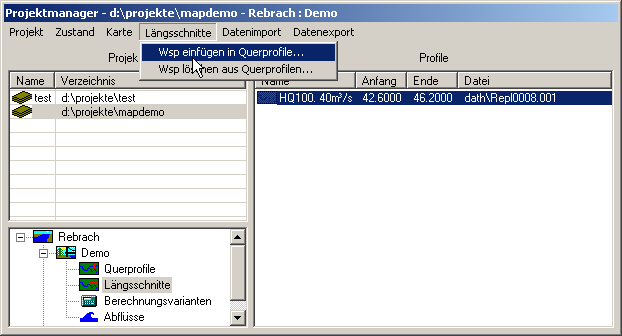 Projektmanager - d:\projekte\mapdemo - Rebrach : Demo
Projekt Zustand Karte Längsschnitte Datenimport Datenexport
Wsp einfügen in Querprofile...
Wsp löschen aus Querprofilen...
Projek Profile
Name Verzeichnis
test d:\projekte\test
d:\projekte\mapdemo
Name Anfang Ende Datei
HQ100. 40m³/s 42.6000 46.2000 dath\Repl0008.001
Rebrach
Demo
Querprofile
Längsschnitte
Berechnungsvarianten
Abflüsse